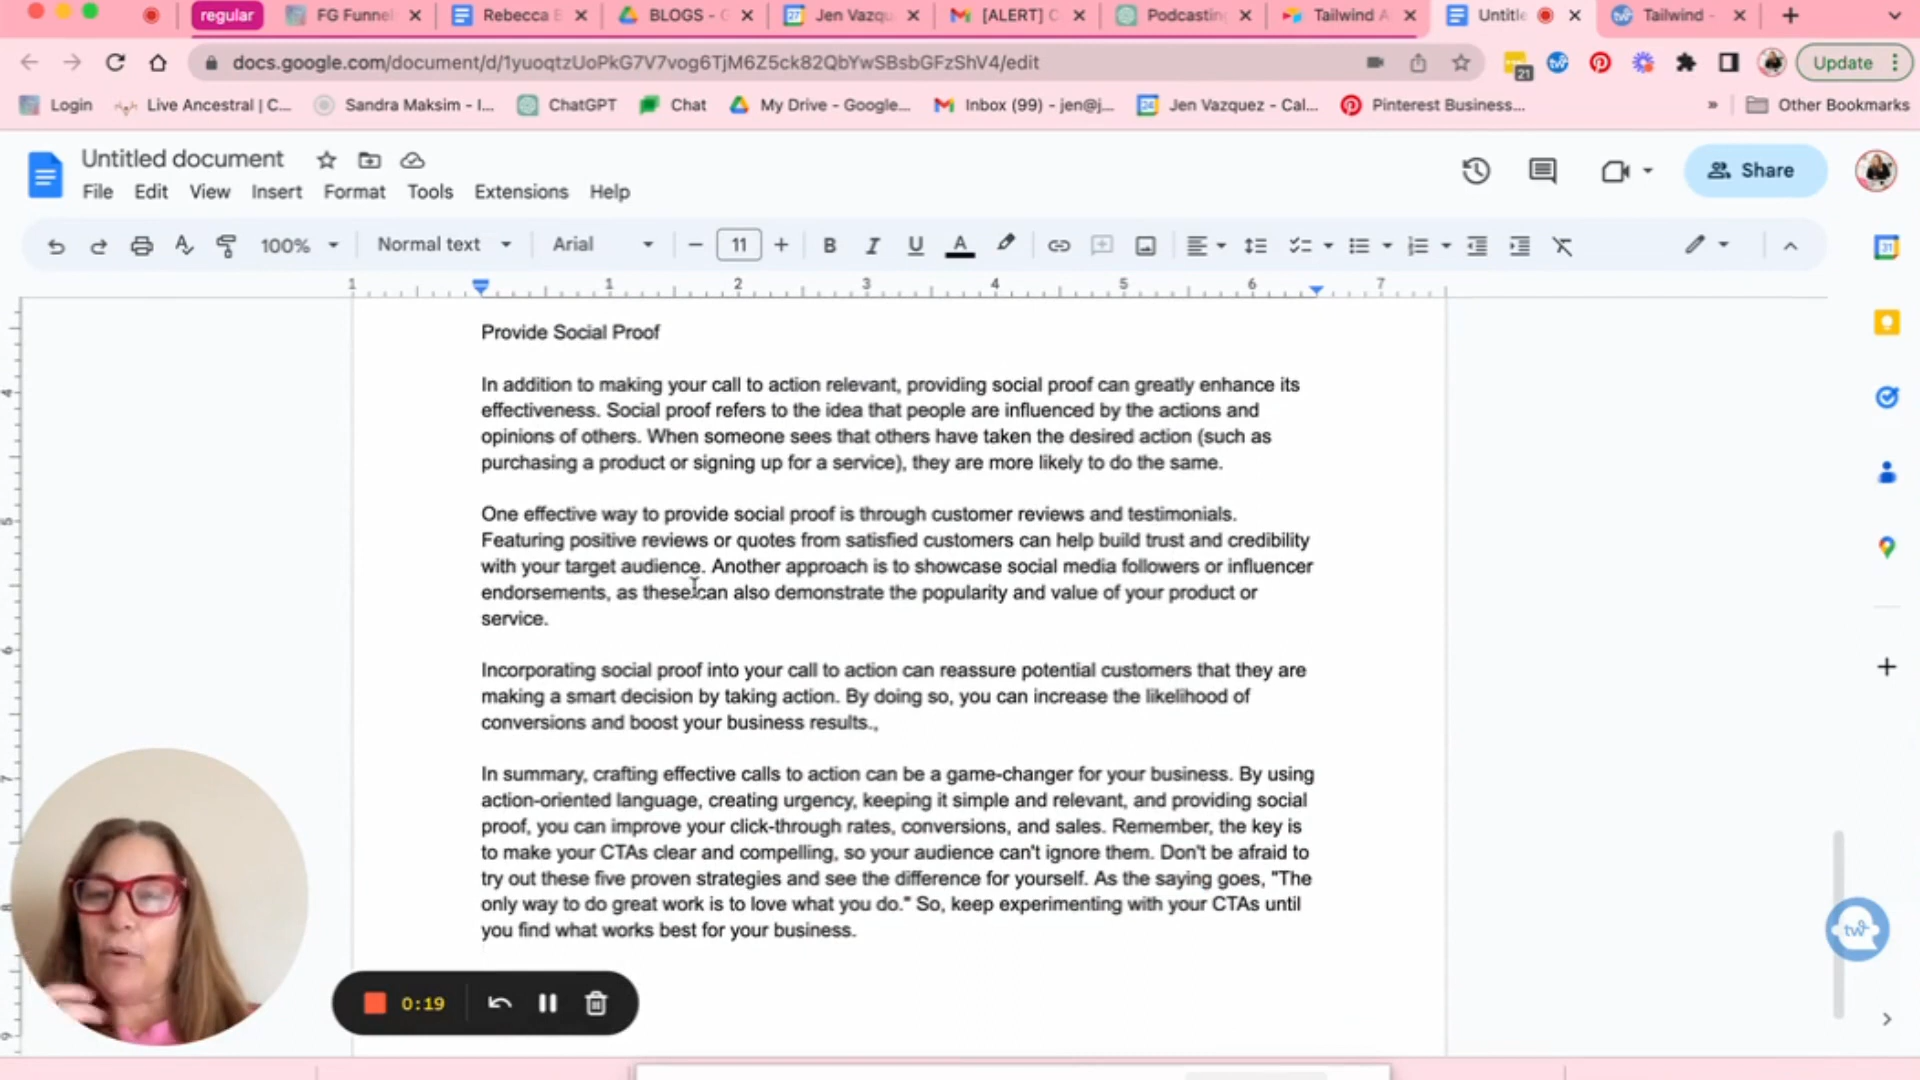 regular
FG Funnel
Rebecca B
BLOGS - G
Jen Vazqu
[ALERT] C
Podcasting
Tailwind A
Untitle
Tailwind -
docs.google.com/document/d/1yuoqtzUoPkG7V7vog6TjM6Z5ck82QbYwSBsbGFzShV4/edit
21
Update
Login
Live Ancestral | C...
Sandra Maksim - I...
ChatGPT
Chat
My Drive - Google...
Inbox (99) - jen@j...
Jen Vazquez - Cal...
Pinterest Business...
»
Other Bookmarks
Untitled document
File Edit View Insert Format Tools Extensions Help
Share
100% Normal text Arial 11
1 1 2 3 4 5 6 7
Provide Social Proof
In addition to making your call to action relevant, providing social proof can greatly enhance its
effectiveness. Social proof refers to the idea that people are influenced by the actions and
opinions of others. When someone sees that others have taken the desired action (such as
purchasing a product or signing up for a service), they are more likely to do the same.
One effective way to provide social proof is through customer reviews and testimonials.
Featuring positive reviews or quotes from satisfied customers can help build trust and credibility
with your target audience. Another approach is to showcase social media followers or influencer
endorsements, as these can also demonstrate the popularity and value of your product or
service.
Incorporating social proof into your call to action can reassure potential customers that they are
making a smart decision by taking action. By doing so, you can increase the likelihood of
conversions and boost your business results.,
In summary, crafting effective calls to action can be a game-changer for your business. By using
action-oriented language, creating urgency, keeping it simple and relevant, and providing social
proof, you can improve your click-through rates, conversions, and sales. Remember, the key is
to make your CTAs clear and compelling, so your audience can't ignore them. Don't be afraid to
try out these five proven strategies and see the difference for yourself. As the saying goes, "The
only way to do great work is to love what you do." So, keep experimenting with your CTAs until
you find what works best for your business.
0:19